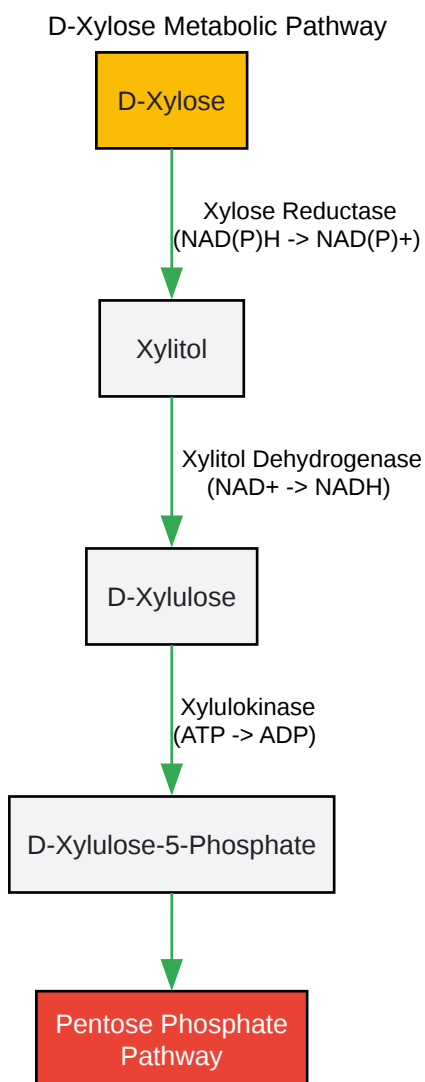 D-Xylose Metabolic Pathway
D-Xylose
Xylose Reductase
(NAD(P)H -> NAD(P)+)
Xylitol
Xylitol Dehydrogenase
(NAD+ -> NADH)
D-Xylulose
Xylulokinase
(ATP -> ADP)
D-Xylulose-5-Phosphate
Pentose Phosphate
Pathway